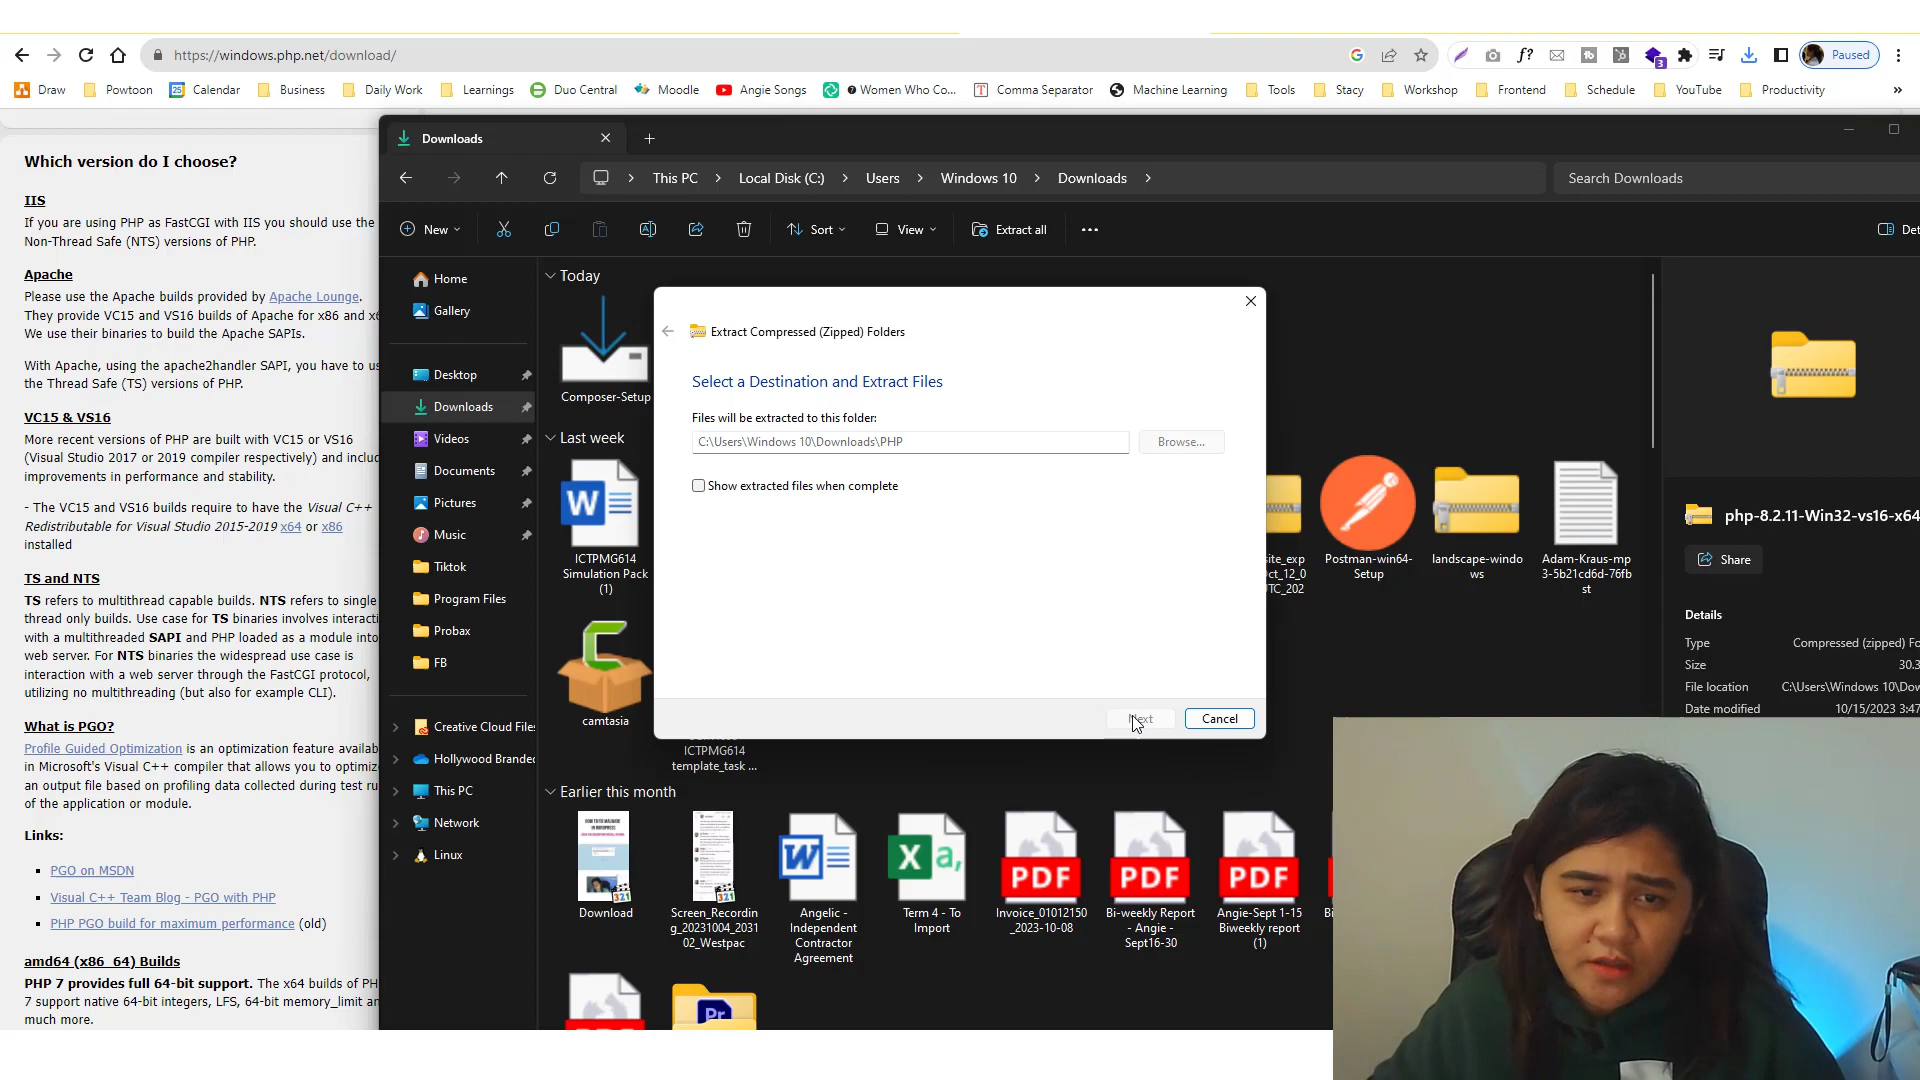 https://windows.php.net/download/
Paused
Draw
Powtoon
Calendar
Business
Daily Work
Learnings
Duo Central
Moodle
Angie Songs
Women Who Co...
Comma Separator
Machine Learning
Tools
Stacy
Workshop
Frontend
Schedule
YouTube
Productivity
»
Which version do I choose?
IIS
If you are using PHP as FastCGI with IIS you should use the
Non-Thread Safe (NTS) versions of PHP.
Apache
Please use the Apache builds provided by Apache Lounge.
They provide VC15 and VS16 builds of Apache for x86 and x6
We use their binaries to build the Apache SAPIs.
With Apache, using the apache2handler SAPI, you have to us
the Thread Safe (TS) versions of PHP.
VC15 & VS16
More recent versions of PHP are built with VC15 or VS16
(Visual Studio 2017 or 2019 compiler respectively) and includ
improvements in performance and stability.
- The VC15 and VS16 builds require to have the Visual C++
Redistributable for Visual Studio 2015-2019 x64 or x86
installed
TS and NTS
TS refers to multithread capable builds. NTS refers to single
thread only builds. Use case for TS binaries involves interacti
with a multithreaded SAPI and PHP loaded as a module into
web server. For NTS binaries the widespread use case is
interaction with a web server through the FastCGI protocol,
utilizing no multithreading (but also for example CLI).
What is PGO?
Profile Guided Optimization is an optimization feature availab
in Microsoft's Visual C++ compiler that allows you to optimiz
an output file based on profiling data collected during test ru
of the application or module.
Links:
PGO on MSDN
Visual C++ Team Blog - PGO with PHP
PHP PGO build for maximum performance (old)
amd64 (x86_64) Builds
PHP 7 provides full 64-bit support. The x64 builds of PH
7 support native 64-bit integers, LFS, 64-bit memory_limit an
much more.
Downloads
This PC
Local Disk (C:)
Users
Windows 10
Downloads
Search Downloads
New
Sort
View
Extract all
Det
Home
Gallery
Desktop
Downloads
Videos
Documents
Pictures
Music
Tiktok
Program Files
Probax
FB
Creative Cloud File
Hollywood Brande
This PC
Network
Linux
Today
Composer-Setup
Last week
ICTPMG614
Simulation Pack
(1)
camtasia
ICTPMG614
template_task ...
site_exp
Oct_12_0
UTC_202
Postman-win64-
Setup
landscape-windo
ws
Adam-Kraus-mp
3-5b21cd6d-76fb
st
Earlier this month
Download
Screen_Recordin
g_20231004_2031
02_Westpac
Angelic -
Independent
Contractor
Agreement
Term 4 - To
Import
PDF
Invoice_01012150
_2023-10-08
PDF
Bi-weekly Report
- Angie -
Sept16-30
PDF
Angie-Sept 1-15
Biweekly report
(1)
Pr
Extract Compressed (Zipped) Folders
Select a Destination and Extract Files
Files will be extracted to this folder:
C:\Users\Windows 10\Downloads\PHP
Browse...
Show extracted files when complete
Next
Cancel
php-8.2.11-Win32-vs16-x64
Share
Details
Type
Compressed (zipped) Fo
Size
30.3
File location
C:\Users\Windows 10\Dow
Date modified
10/15/2023 3:47